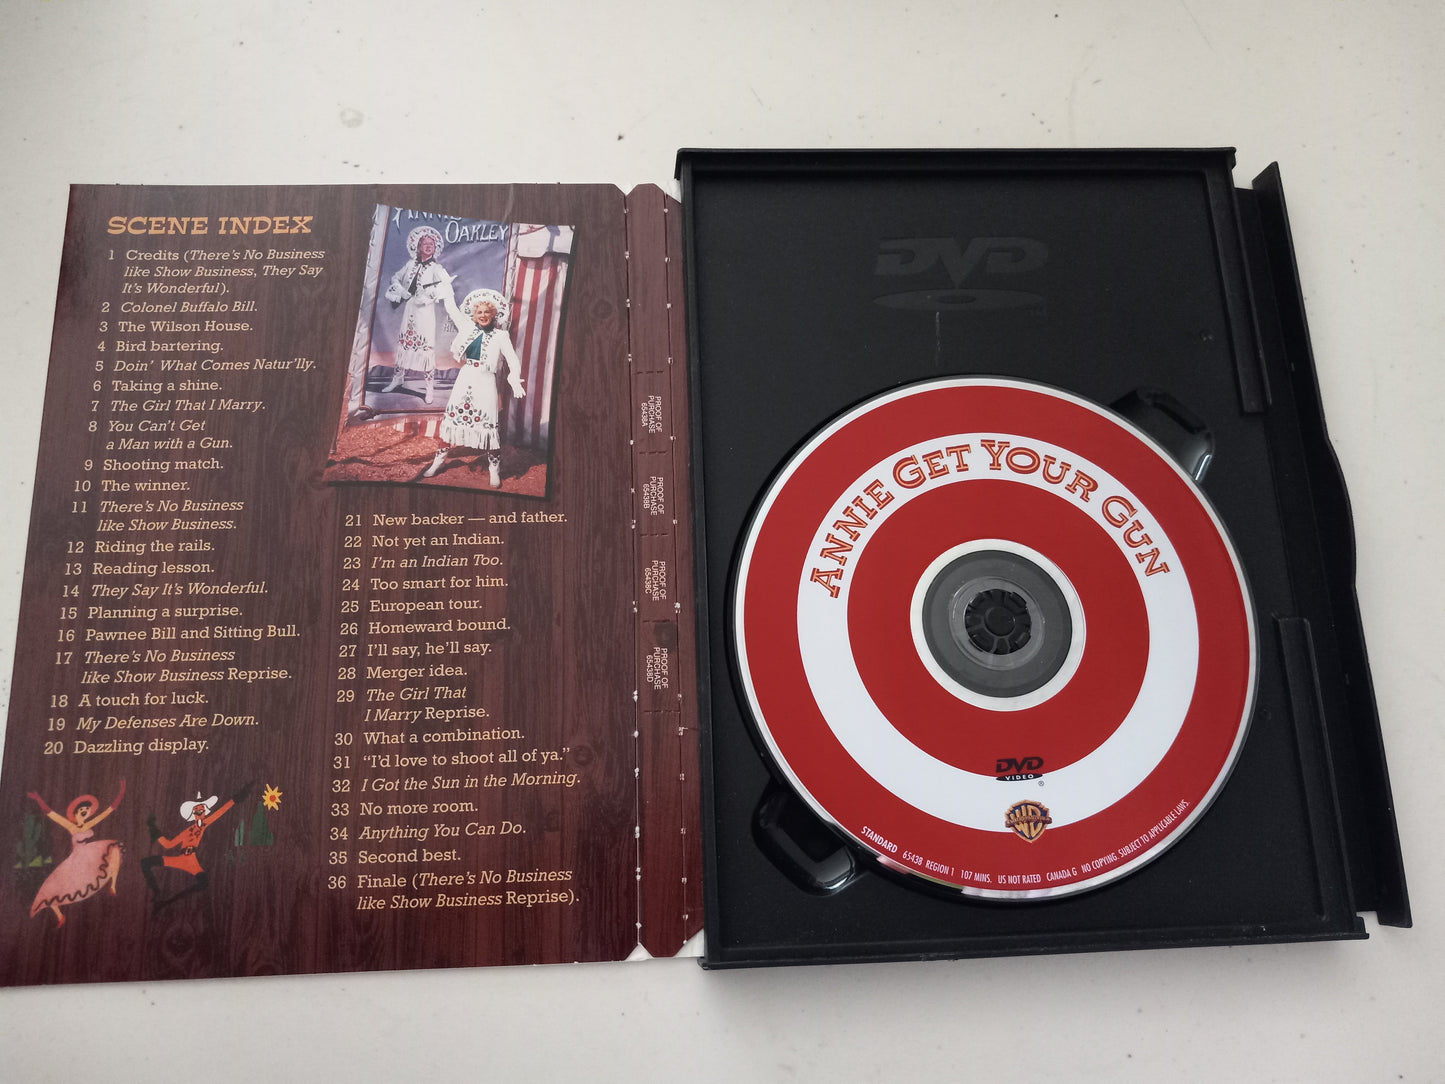 SCENE INDEX
1 Credits (There's No Business
like Show Business, They Say
It's Wonderful).
2 Colonel Buffalo Bill.
3 The Wilson House.
4 Bird bartering.
5 Doin' What Comes Natur'lly.
6 Taking a shine.
7 The Girl That I Marry.
8 You Can't Get
a Man with a Gun.
9 Shooting match.
10 The winner.
11 There's No Business
like Show Business.
12 Riding the rails.
13 Reading lesson.
14 They Say It's Wonderful.
15 Planning a surprise.
16 Pawnee Bill and Sitting Bull.
17 There's No Business
like Show Business Reprise.
18 A touch for luck.
19 My Defenses Are Down.
20 Dazzling display.
ANNIE
OAKLEY
21 New backer — and father.
22 Not yet an Indian.
23 I'm an Indian Too.
24 Too smart for him.
25 European tour.
26 Homeward bound.
27 I'll say, he'll say.
28 Merger idea.
29 The Girl That
I Marry Reprise.
30 What a combination.
31 "I'd love to shoot all of ya."
32 I Got the Sun in the Morning.
33 No more room.
34 Anything You Can Do.
35 Second best.
36 Finale (There's No Business
like Show Business Reprise).
PROOF OF
PURCHASE
65438A
PROOF OF
PURCHASE
65438B
PROOF OF
PURCHASE
65438C
PROOF OF
PURCHASE
65438D
DVD
TM
ANNIE GET YOUR GUN
DVD
VIDEO
®
WB
STANDARD 65438 REGION 1 107 MINS. US NOT RATED CANADA G NO COPYING. SUBJECT TO APPLICABLE LAWS.